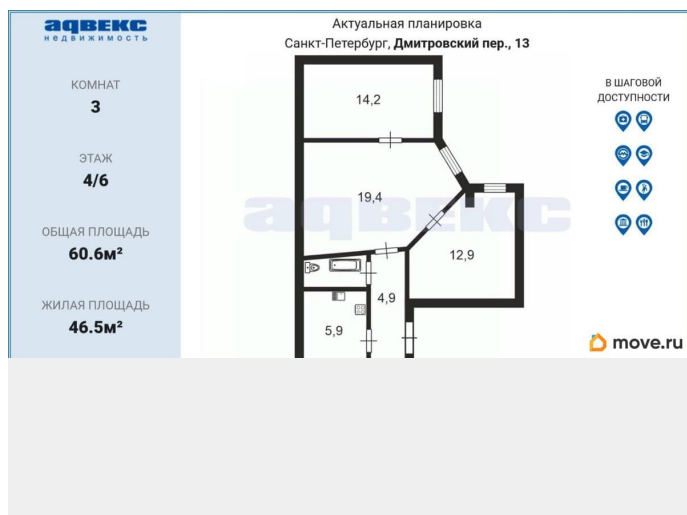 адвекс
НЕДВИЖИМОСТЬ
КОМНАТ
3
ЭТАЖ
4/6
ОБЩАЯ ПЛОЩАДЬ
60.6м²
ЖИЛАЯ ПЛОЩАДЬ
46.5м²
Актуальная планировка
Санкт-Петербург, Дмитровский пер., 13
14,2
19,4
12,9
4,9
5,9
адвекс
В ШАГОВОЙ
ДОСТУПНОСТИ
move.ru